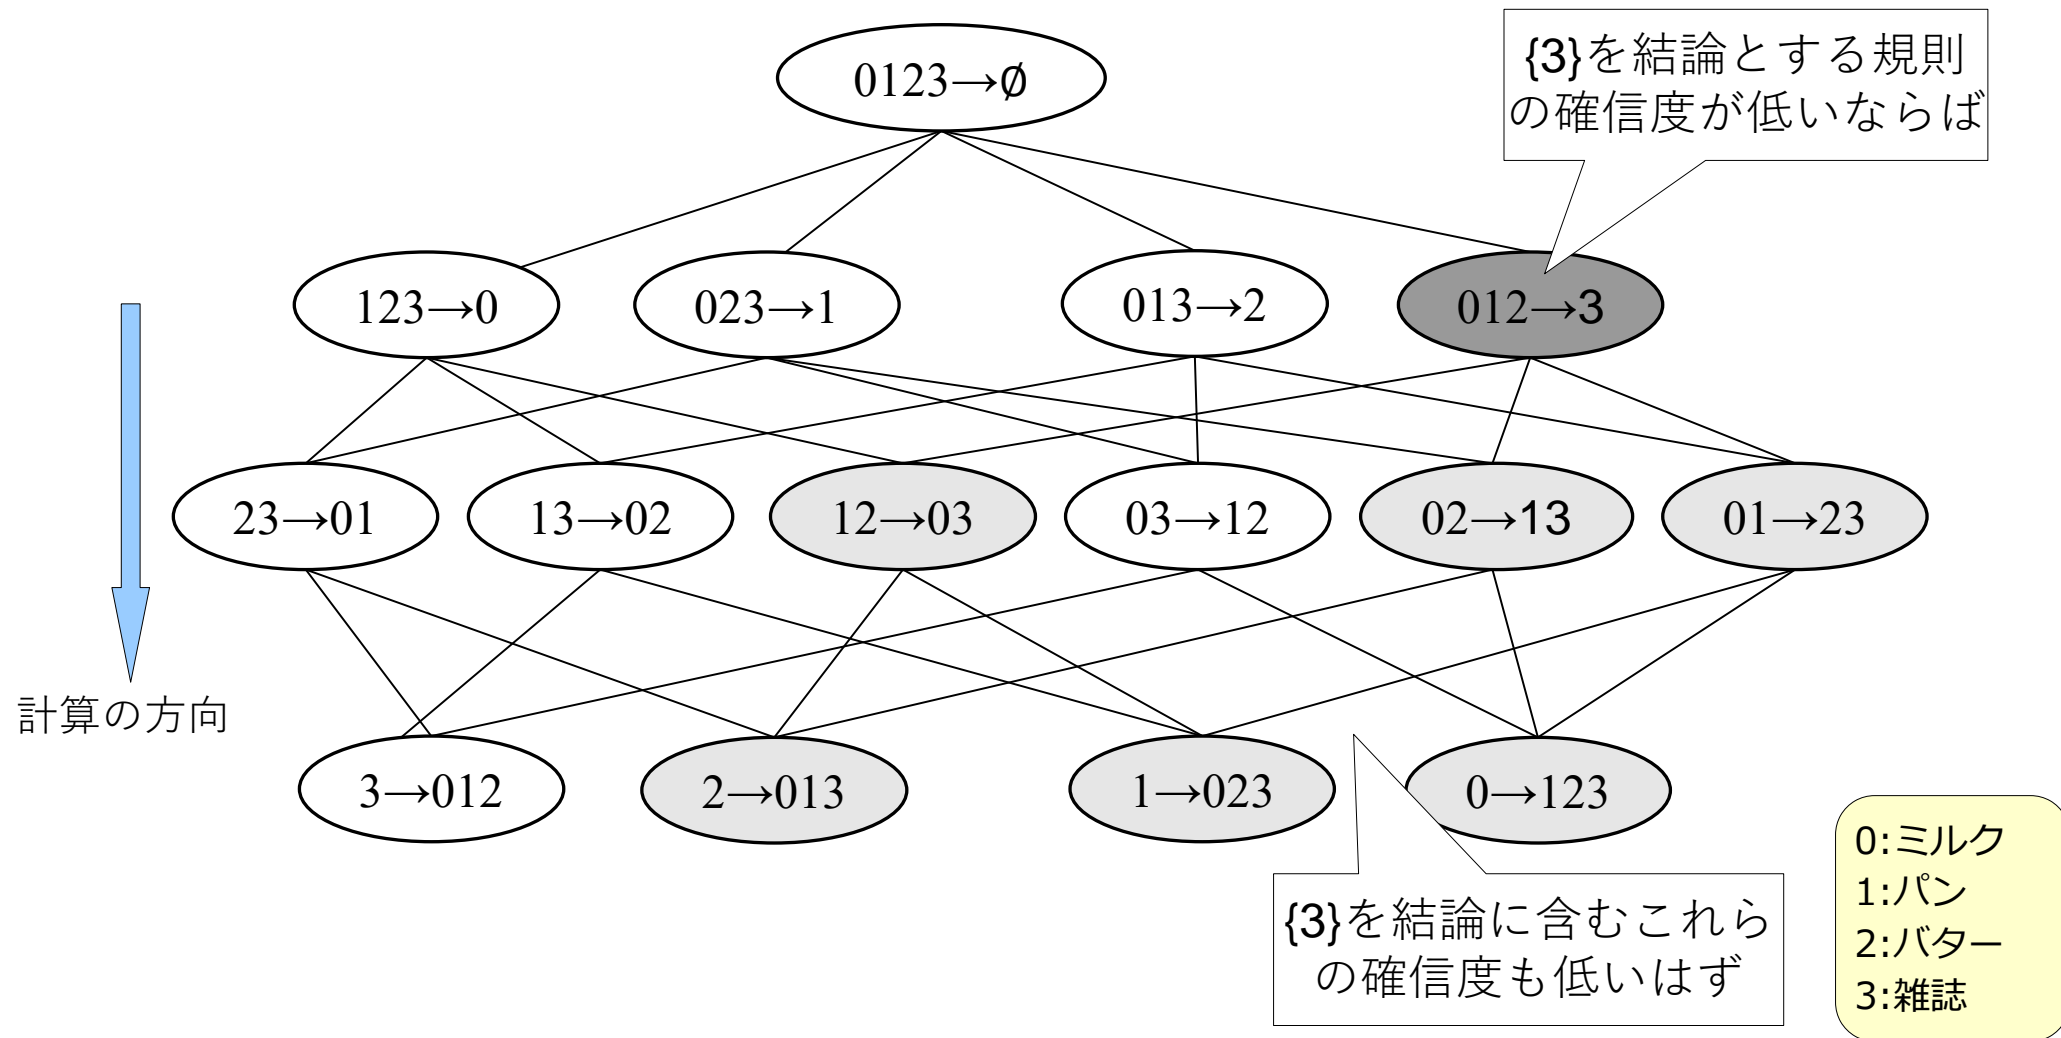 0123→∅
{3}を結論とする規則
の確信度が低いならば
123→0
023→1
013→2
012→3
23→01
13→02
12→03
03→12
02→13
01→23
計算の方向
3→012
2→013
1→023
0→123
{3}を結論に含むこれら
の確信度も低いはず
0:ミルク
1:パン
2:バター
3:雑誌